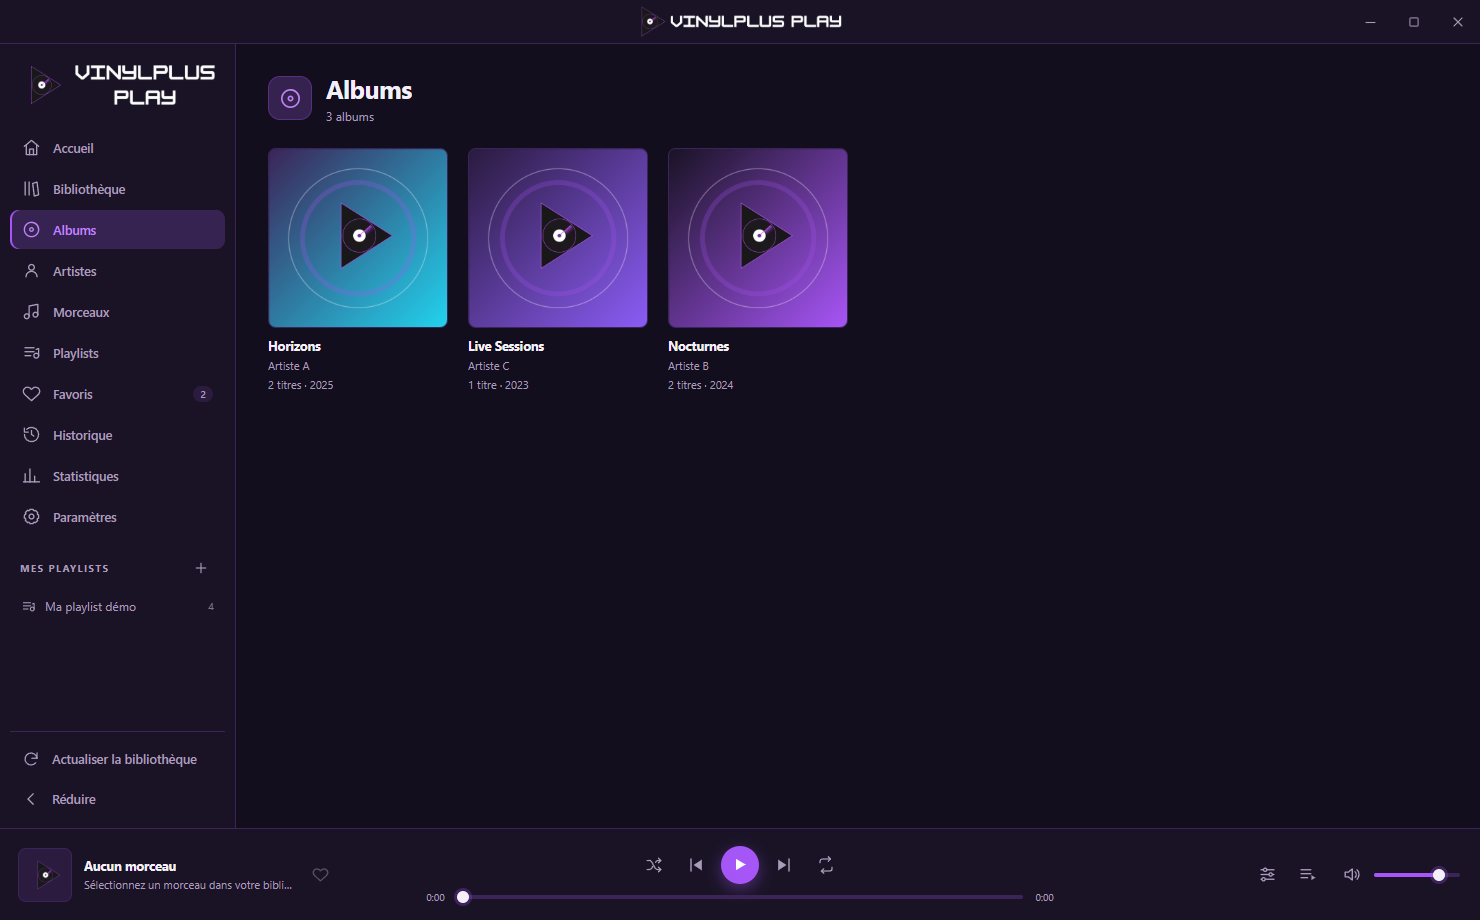 VINYLPLUS PLAY
VINYLPLUS
PLAY
Accueil
Bibliothèque
Albums
Artistes
Morceaux
Playlists
Favoris 2
Historique
Statistiques
Paramètres
MES PLAYLISTS
Ma playlist démo 4
Actualiser la bibliothèque
Réduire
Albums
3 albums
Horizons
Artiste A
2 titres · 2025
Live Sessions
Artiste C
1 titre · 2023
Nocturnes
Artiste B
2 titres · 2024
Aucun morceau
Sélectionnez un morceau dans votre bibli...
0:00
0:00